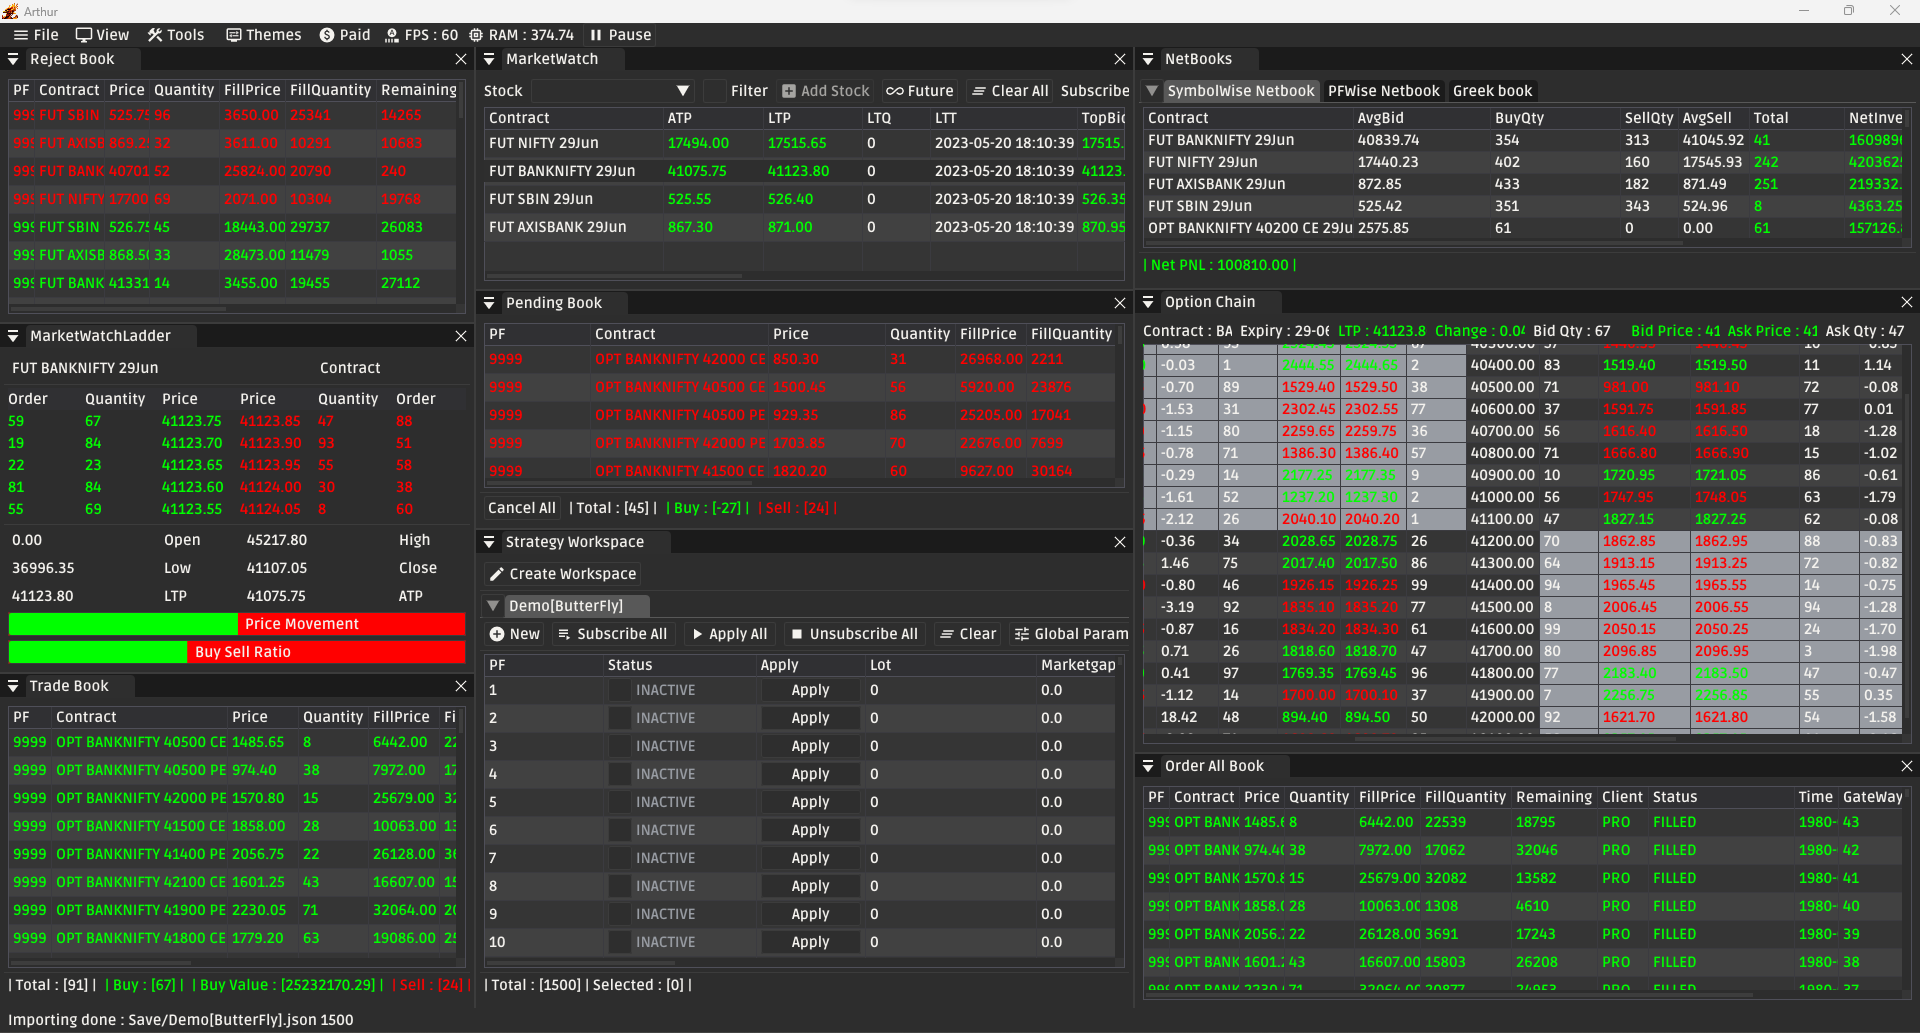 Arthur
File View Tools Themes Paid FPS : 60 RAM : 374.74 Pause
Reject Book
PF Contract Price Quantity FillPrice FillQuantity Remaining
FUT SBIN 96 3650.00 25341 14265
32 3611.00 10291 10683
FUT BANK 40701 52 25824.00 20790 240
17700 69 2071.00 10304 19768
FUT SBIN 526.75 45 18443.00 29737 26083
868.50 33 28473.00 11479 1055
FUT BANK 41331 14 3455.00 19455 27112
MarketWatchLadder
FUT BANKNIFTY 29Jun Contract
Order Quantity Price Price Quantity Order
59 67 41123.75 41123.85 47 88
19 84 41123.70 41123.90 93 51
22 23 41123.65 41123.95 55 58
81 84 41123.60 41124.00 30 38
55 69 41123.55 41124.05 8 60
0.00 Open 45217.80 High
36996.35 Low 41107.05 Close
41123.80 LTP 41075.75 ATP
Price Movement
Buy Sell Ratio
Trade Book
PF Contract Price Quantity FillPrice Fi
9999 OPT BANKNIFTY 40500 CE 1485.65 8 6442.00
9999 OPT BANKNIFTY 40500 PE 974.40 38 7972.00
9999 OPT BANKNIFTY 42000 PE 1570.80 15 25679.00
9999 OPT BANKNIFTY 41500 CE 1858.00 28 10063.00
9999 OPT BANKNIFTY 41400 PE 2056.75 22 26128.00
9999 OPT BANKNIFTY 42100 CE 1601.25 43 16607.00
9999 OPT BANKNIFTY 41900 PE 2230.05 71 32064.00
9999 OPT BANKNIFTY 41800 CE 1779.20 63 19086.00
| Total : [91] | | Buy : [67] | | Buy Value : [25232170.29] | | Sell : [24] |
Importing done : Save/Demo[ButterFly].json 1500
MarketWatch
Stock Filter Add Stock Future Clear All Subscribe
Contract ATP LTP LTQ LTT TopBid
FUT NIFTY 29Jun 17494.00 17515.65 0 2023-05-20 18:10:39 17515.
FUT BANKNIFTY 29Jun 41075.75 41123.80 0 2023-05-20 18:10:39 41123.
FUT SBIN 29Jun 525.55 526.40 0 2023-05-20 18:10:39 526.35
FUT AXISBANK 29Jun 867.30 871.00 0 2023-05-20 18:10:39 870.95
Pending Book
PF Contract Price Quantity FillPrice FillQuantity
9999 OPT BANKNIFTY 42000 CE 850.30 31 26968.00 2211
9999 OPT BANKNIFTY 40500 CE 1500.45 56 5920.00 23876
9999 OPT BANKNIFTY 40500 PE 929.35 86 25205.00 17041
9999 OPT BANKNIFTY 42000 PE 1703.85 70 22676.00 7699
9999 OPT BANKNIFTY 41500 CE 1820.20 60 9627.00 30164
Cancel All | Total : [45] | | Buy : [-27] | | Sell : [24] |
Strategy Workspace
Create Workspace
Demo[ButterFly]
New Subscribe All Apply All Unsubscribe All Clear Global Param
PF Status Apply Lot Marketgap
1 INACTIVE Apply 0 0.0
2 INACTIVE Apply 0 0.0
3 INACTIVE Apply 0 0.0
4 INACTIVE Apply 0 0.0
5 INACTIVE Apply 0 0.0
6 INACTIVE Apply 0 0.0
7 INACTIVE Apply 0 0.0
8 INACTIVE Apply 0 0.0
9 INACTIVE Apply 0 0.0
10 INACTIVE Apply 0 0.0
| Total : [1500] | Selected : [0] |
NetBooks
SymbolWise Netbook PFWise Netbook Greek book
Contract AvgBid BuyQty SellQty AvgSell Total NetInve
FUT BANKNIFTY 29Jun 40839.74 354 313 41045.92 41 1609896
FUT NIFTY 29Jun 17440.23 402 160 17545.93 242 4203625
FUT AXISBANK 29Jun 872.85 433 182 871.49 251 219332.
FUT SBIN 29Jun 525.42 351 343 524.96 8 4363.25
OPT BANKNIFTY 40200 CE 29Ju 2575.85 61 0 0.00 61 157126.
| Net PNL : 100810.00 |
Option Chain
Contract : BA Expiry : 29-0 LTP : 41123.8 Change : 0.04 Bid Qty : 67 Bid Price : 41 Ask Price : 41 Ask Qty : 47
-0.03 1 2444.55 2444.65 2 40400.00 83 1519.40 1519.50 11 1.14
-0.70 89 1529.40 1529.50 38 40500.00 71 981.00 981.10 72 -0.08
-1.53 31 2302.45 2302.55 77 40600.00 37 1591.75 1591.85 77 0.01
-1.15 80 2259.65 2259.75 36 40700.00 56 1616.40 1616.50 18 -1.28
-0.78 71 1386.30 1386.40 57 40800.00 71 1666.80 1666.90 15 -1.02
-0.29 14 2177.25 2177.35 9 40900.00 10 1720.95 1721.05 86 -0.61
-1.61 52 1237.20 1237.30 2 41000.00 56 1747.95 1748.05 63 -1.79
-2.12 26 2040.10 2040.20 1 41100.00 47 1827.15 1827.25 62 -0.08
-0.36 34 2028.65 2028.75 26 41200.00 70 1862.85 1862.95 88 -0.83
1.46 75 2017.40 2017.50 86 41300.00 64 1913.15 1913.25 72 -0.82
-0.80 46 1926.15 1926.25 99 41400.00 94 1965.45 1965.55 14 -0.75
-3.19 92 1835.10 1835.20 77 41500.00 8 2006.45 2006.55 94 -1.28
-0.87 16 1834.20 1834.30 61 41600.00 99 2050.15 2050.25 24 -1.70
0.71 26 1818.60 1818.70 47 41700.00 80 2096.85 2096.95 3 -1.98
0.41 97 1769.35 1769.45 96 41800.00 77 2183.40 2183.50 47 -0.47
-1.12 14 1700.00 1700.10 37 41900.00 7 2256.75 2256.85 55 0.35
18.42 48 894.40 894.50 50 42000.00 92 1621.70 1621.80 54 -1.58
Order All Book
PF Contract Price Quantity FillPrice FillQuantity Remaining Client Status Time GateWay
999 OPT BANK 1485.6 8 6442.00 22539 18795 PRO FILLED 1980- 43
999 OPT BANK 974.40 38 7972.00 17062 32046 PRO FILLED 1980- 42
999 OPT BANK 1570.8 15 25679.00 32082 13582 PRO FILLED 1980- 41
999 OPT BANK 1858.0 28 10063.00 1308 4610 PRO FILLED 1980- 40
999 OPT BANK 2056.7 22 26128.00 3691 17243 PRO FILLED 1980- 39
999 OPT BANK 1601.2 43 16607.00 15803 26208 PRO FILLED 1980- 38